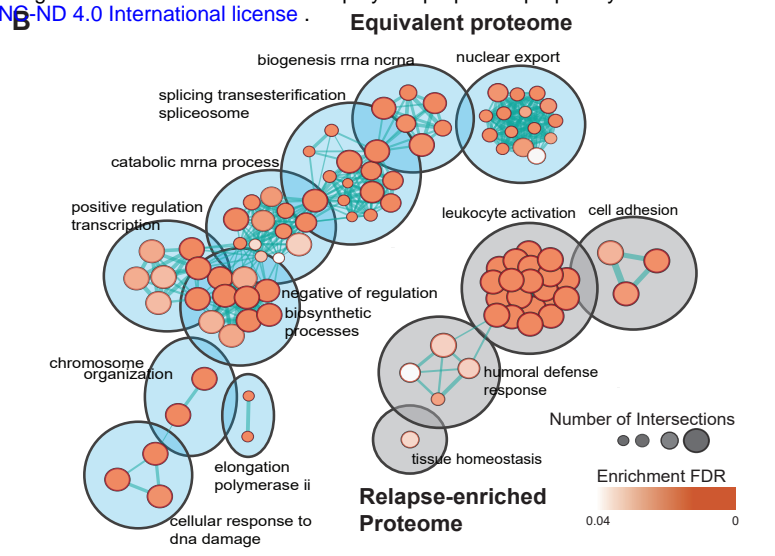 NC-ND 4.0 International license .
B
Equivalent proteome
biogenesis rrna ncrna
nuclear export
splicing transesterification
spliceosome
catabolic mrna process
positive regulation
transcription
leukocyte activation
cell adhesion
negative of regulation
biosynthetic
processes
chromosome
organization
humoral defense
response
Number of Intersections
tissue homeostasis
elongation
polymerase ii
Enrichment FDR
0.04
0
Relapse-enriched
Proteome
cellular response to
dna damage